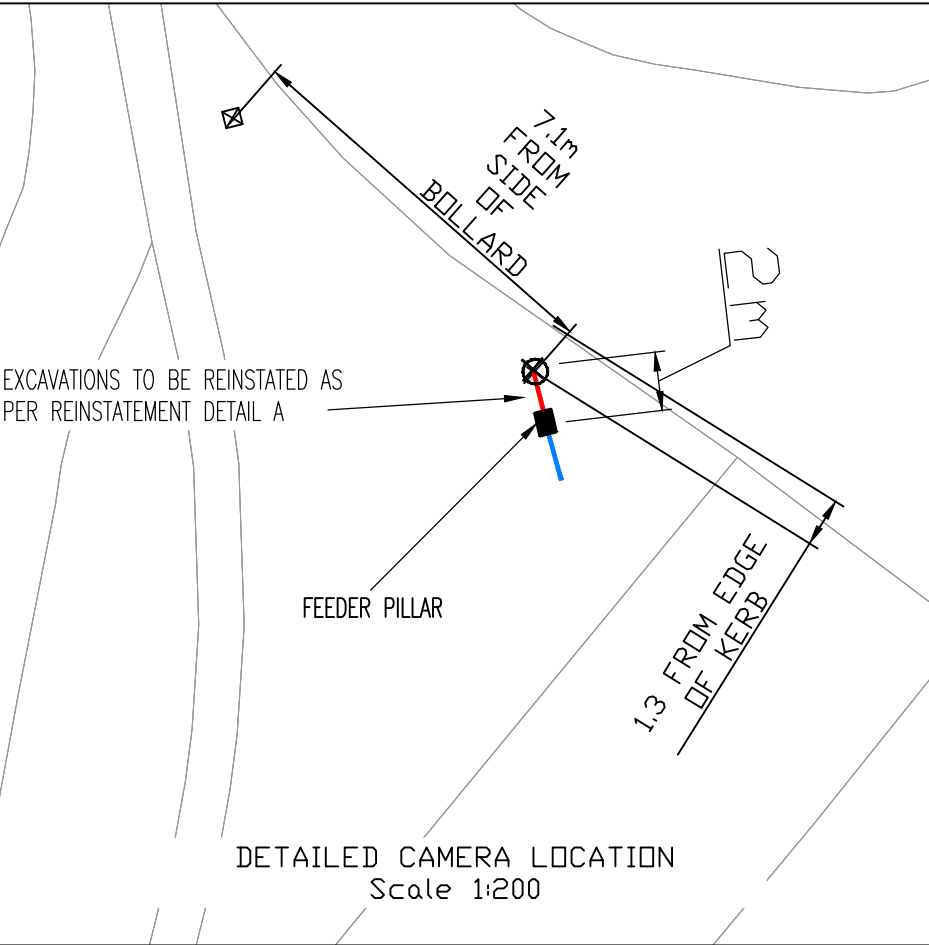 7.1m
FROM
SIDE
OF
BOLLARD
2m
EXCAVATIONS TO BE REINSTATED AS
PER REINSTATEMENT DETAIL A
FEEDER PILLAR
1.3 FROM EDGE
OF KERB
DETAILED CAMERA LOCATION
Scale 1:200